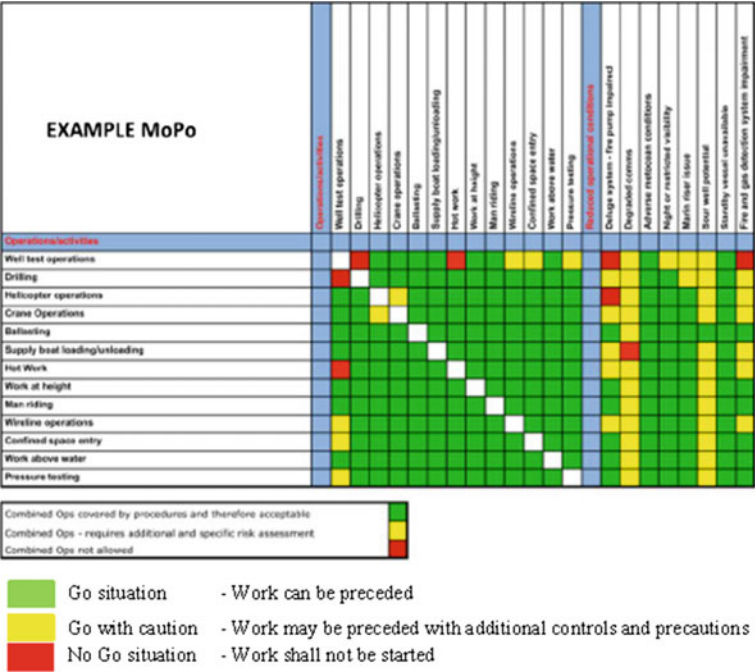 EXAMPLE MoPo
Operations/activities
Well test operations
Drilling
Helicopter operations
Crane operations
Ballasting
Supply boat loading/unloading
Hot work
Work at height
Man riding
Wireline operations
Confined space entry
Work above water
Pressure testing
Reduced operational conditions
Deluge system - fire pump impaired
Degraded comms
Adverse metocean conditions
Night or restricted visibility
Marin riser issue
Sour well potential
Standby vessel unavailable
Fire and gas detection system impairment
Operations/activities
Well test operations
Drilling
Helicopter operations
Crane Operations
Ballasting
Supply boat loading/unloading
Hot Work
Work at height
Man riding
Wireline operations
Confined space entry
Work above water
Pressure testing
Combined Ops covered by procedures and therefore acceptable
Combined Ops - requires additional and specific risk assessment
Combined Ops not allowed
Go situation - Work can be preceded
Go with caution - Work may be preceded with additional controls and precautions
No Go situation - Work shall not be started